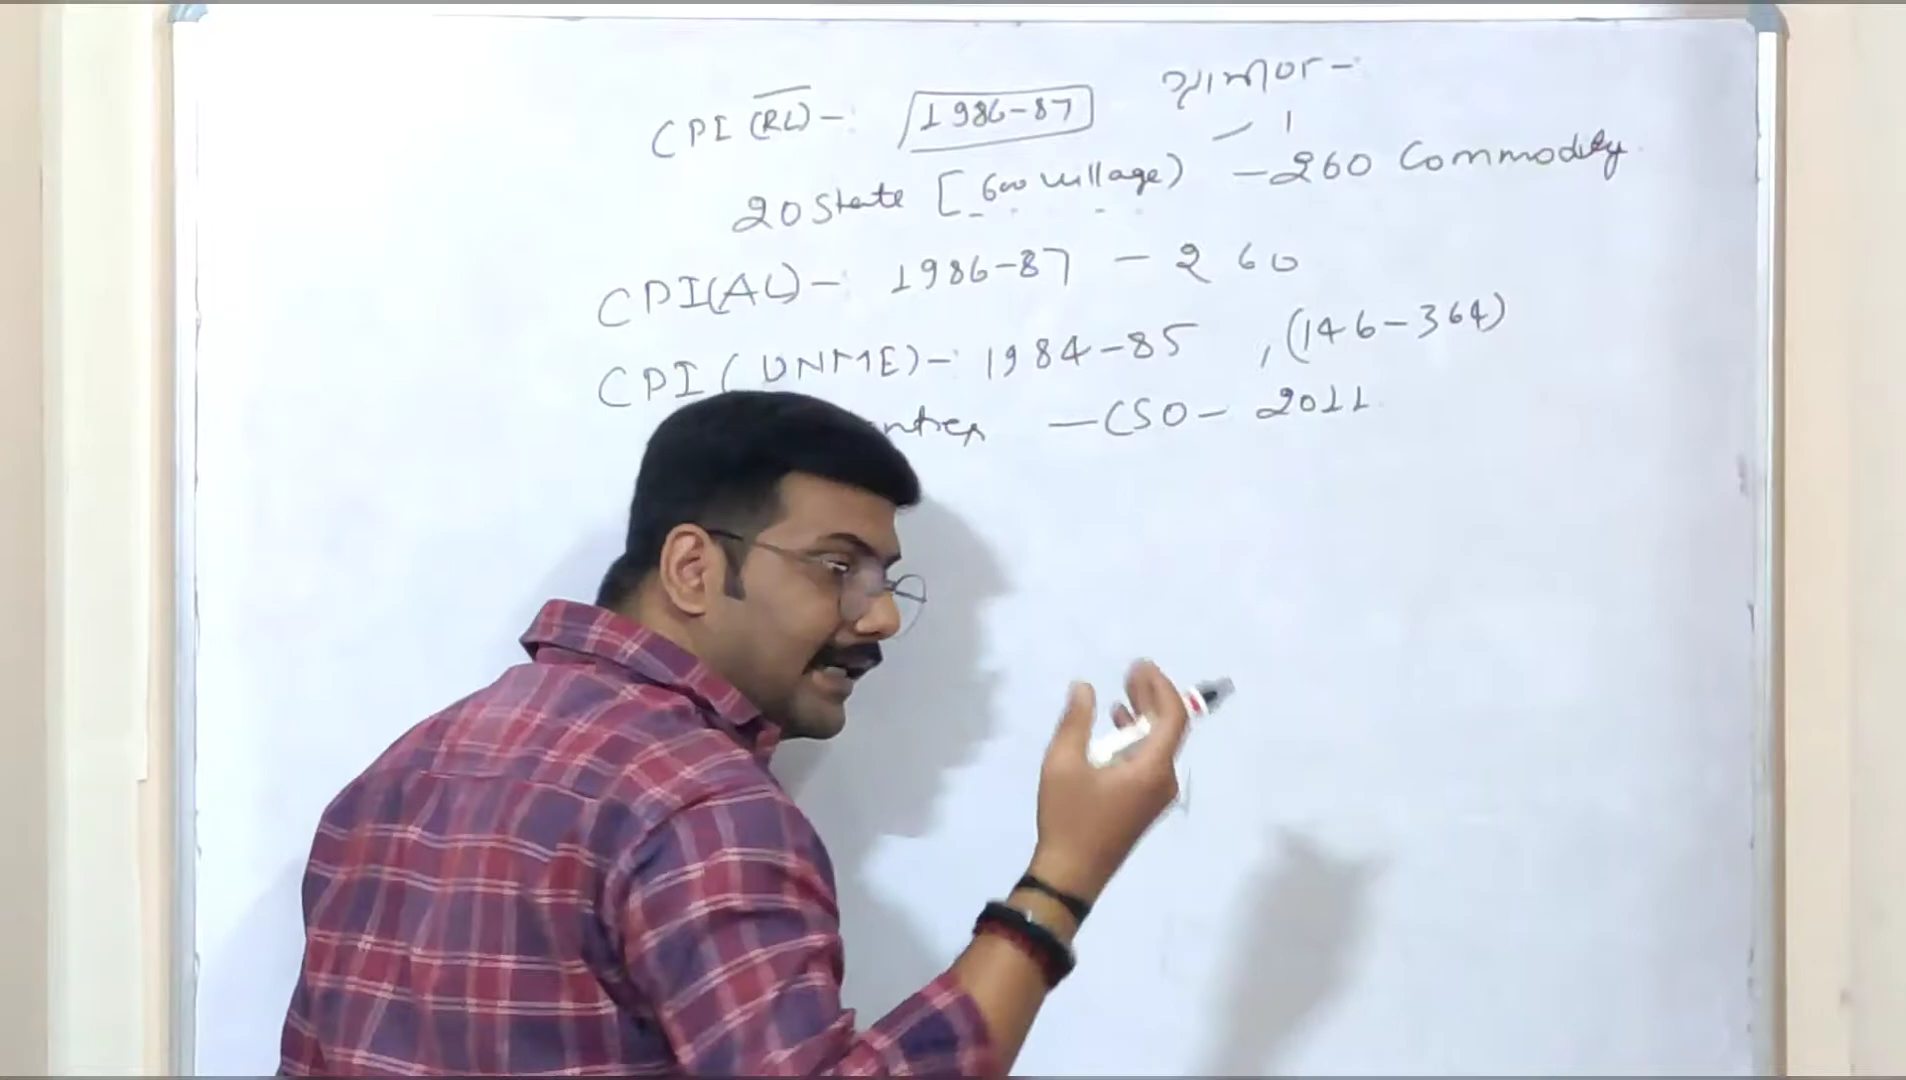 CPI (RL) -: 1986-87
20 State [600 village) - 260 Commodity
CPI(AL)- 1986-87 - 260
CPI (UNME)-: 1984-85 , (146-364)
- CSO - 2011